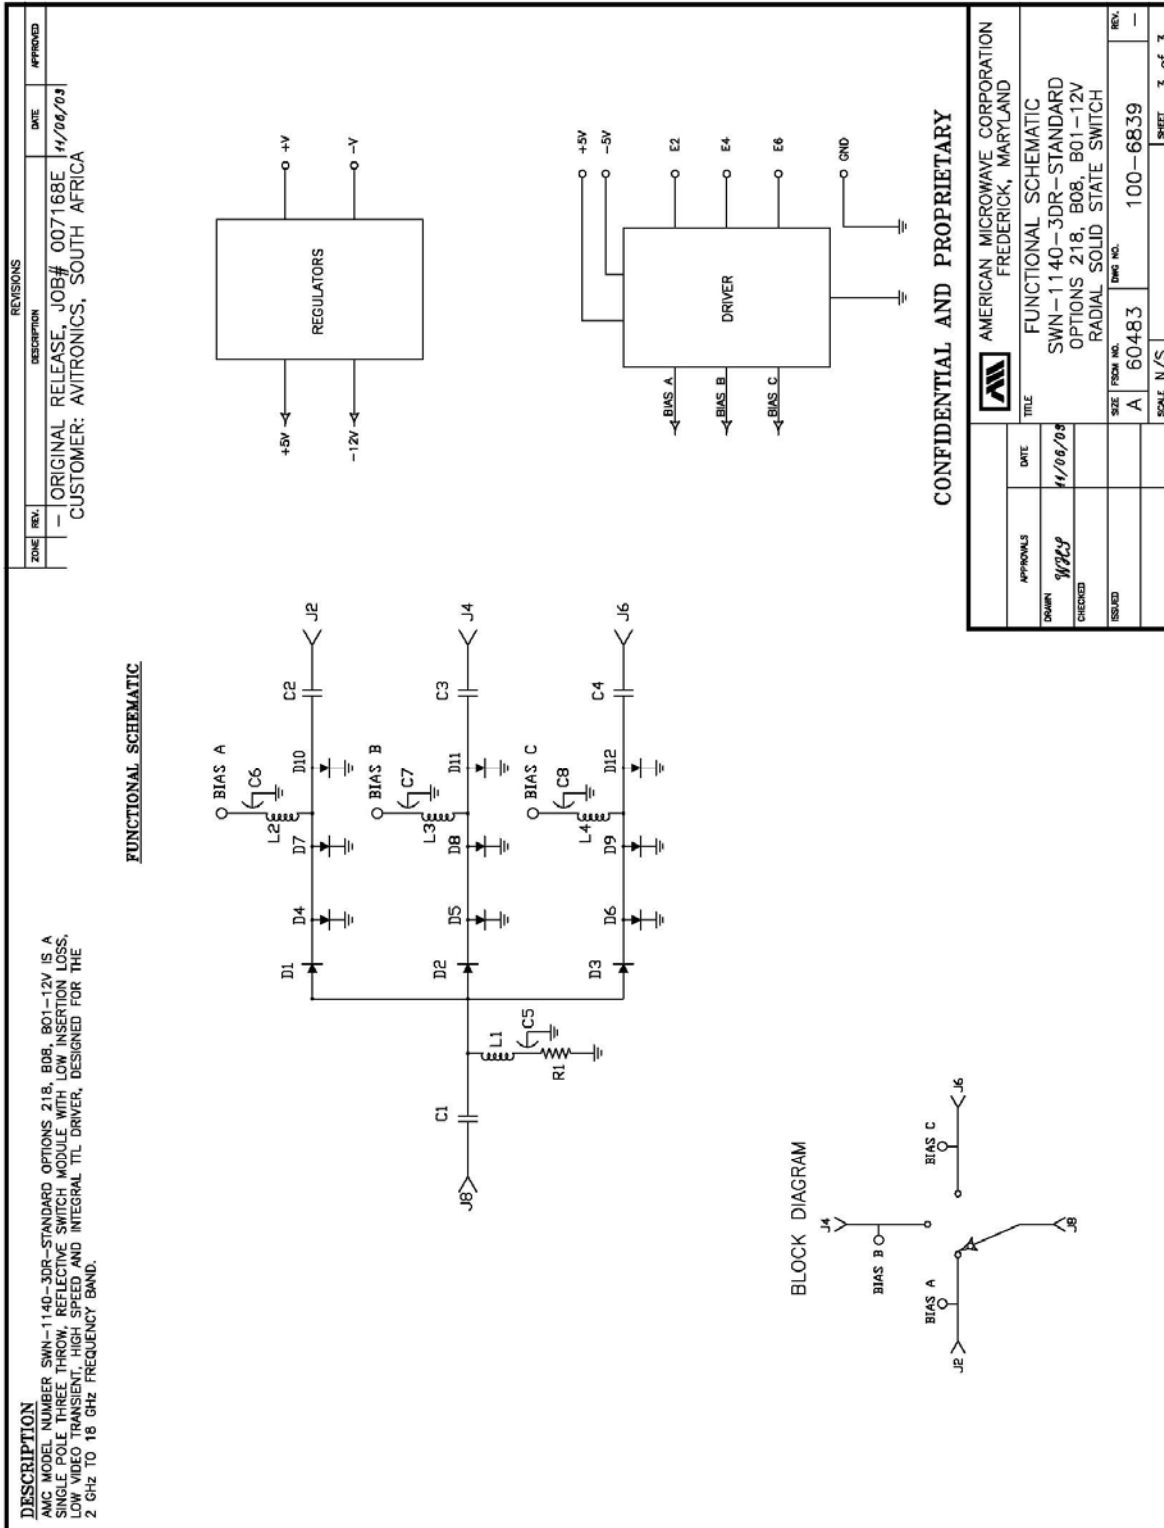 DESCRIPTION
AMC MODEL NUMBER SWN-1140-3DR-STANDARD OPTIONS 218, B08, B01-12V IS A
SINGLE POLE THREE THROW, REFLECTIVE SWITCH MODULE WITH LOW INSERTION LOSS,
LOW VIDEO TRANSIENT, HIGH SPEED AND INTEGRAL TTL DRIVER, DESIGNED FOR THE
2 GHz TO 18 GHz FREQUENCY BAND.
REVISIONS
ZONE REV. DESCRIPTION DATE APPROVED
– ORIGINAL RELEASE, JOB# 007168E 11/06/03
CUSTOMER: AVITRONICS, SOUTH AFRICA
FUNCTIONAL SCHEMATIC
BIAS A
C6
L2
D1 D4 D7 D10 C2 J2
BIAS B
C7
L3
J8 C1 D2 D5 D8 D11 C3 J4
L1
C5
R1
BIAS C
C8
L4
D3 D6 D9 D12 C4 J6
+5V +V
REGULATORS
-12V -V
+5V
-5V
BIAS A E2
BIAS B DRIVER E4
BIAS C E6
GND
BLOCK DIAGRAM
J4
BIAS B
BIAS A BIAS C
J2 J6
J8
CONFIDENTIAL AND PROPRIETARY
AMERICAN MICROWAVE CORPORATION
FREDERICK, MARYLAND
APPROVALS DATE
DRAWN WHS 11/06/03
CHECKED
ISSUED
TITLE
FUNCTIONAL SCHEMATIC
SWN-1140-3DR-STANDARD
OPTIONS 218, B08, B01-12V
RADIAL SOLID STATE SWITCH
SIZE FSCM NO. DWG NO. REV.
A 60483 100-6839 –
SCALE N/S SHEET 3 of 3